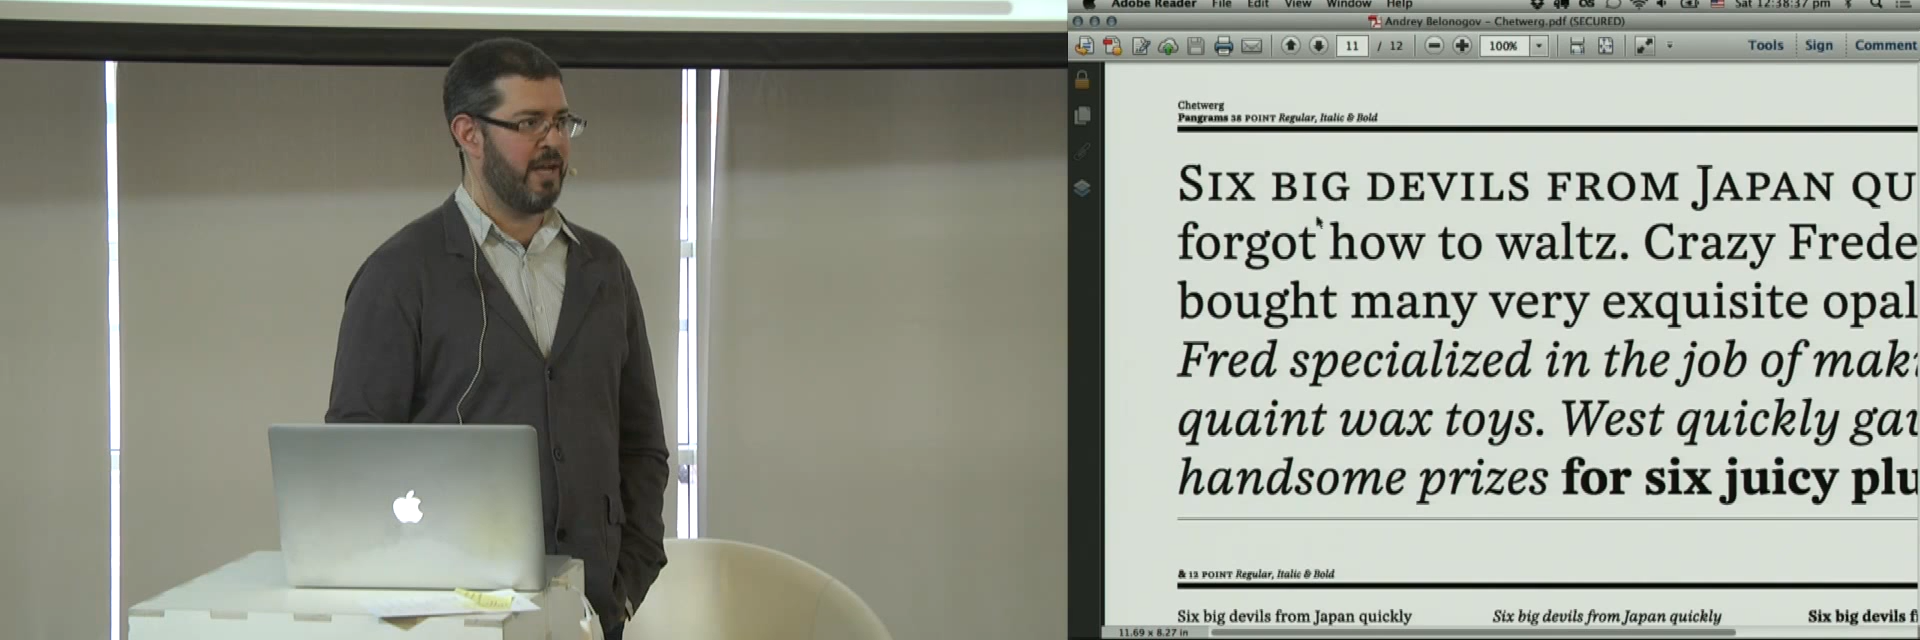 Adobe Reader File Edit View Window Help Sat 12:38:37 pm
Andrey Belonogov – Chetwerg.pdf (SECURED)
11 / 12 100% Tools Sign Comment
Chetwerg
Pangrams 38 POINT Regular, Italic & Bold
SIX BIG DEVILS FROM JAPAN QU
forgot how to waltz. Crazy Frede
bought many very exquisite opal
Fred specialized in the job of mak
quaint wax toys. West quickly gav
handsome prizes for six juicy plu
& 12 POINT Regular, Italic & Bold
Six big devils from Japan quickly Six big devils from Japan quickly Six big devils f
11.69 x 8.27 in